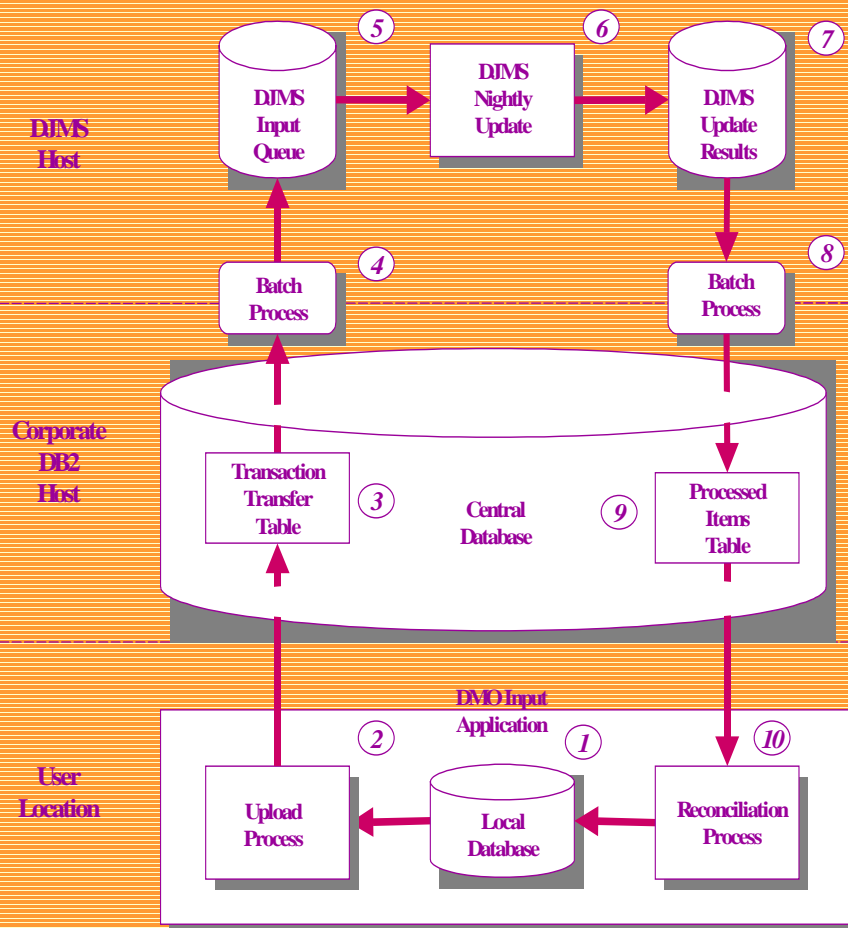 5
6
7
DJMS
Input
Queue
DJMS
Nightly
Update
DJMS
Update
Results
DJMS
Host
4
8
Batch
Process
Batch
Process
Corporate
DB2
Host
Transaction
Transfer
Table
3
Central
Database
9
Processed
Items
Table
DMO Input
Application
2
1
10
User
Location
Upload
Process
Local
Database
Reconciliation
Process